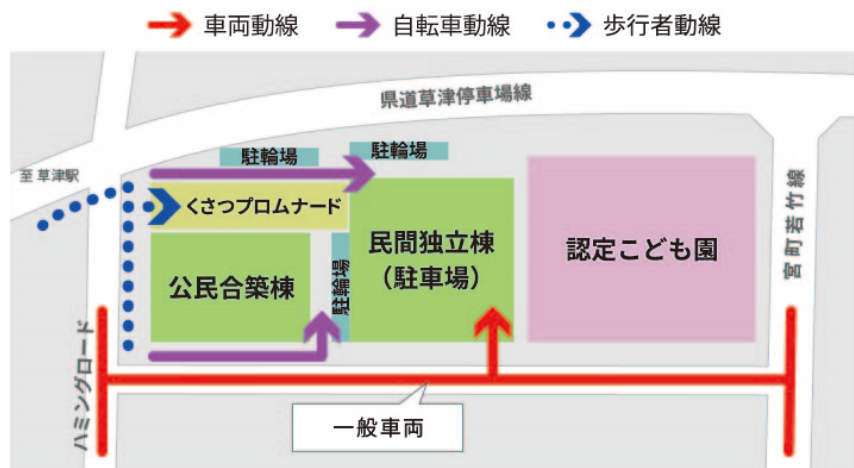 車両動線
自転車動線
歩行者動線
県道草津停車場線
至 草津駅
駐輪場
駐輪場
くさつプロムナード
公民合築棟
駐輪場
民間独立棟
（駐車場）
認定こども園
宮町若竹線
ハミングロード
一般車両